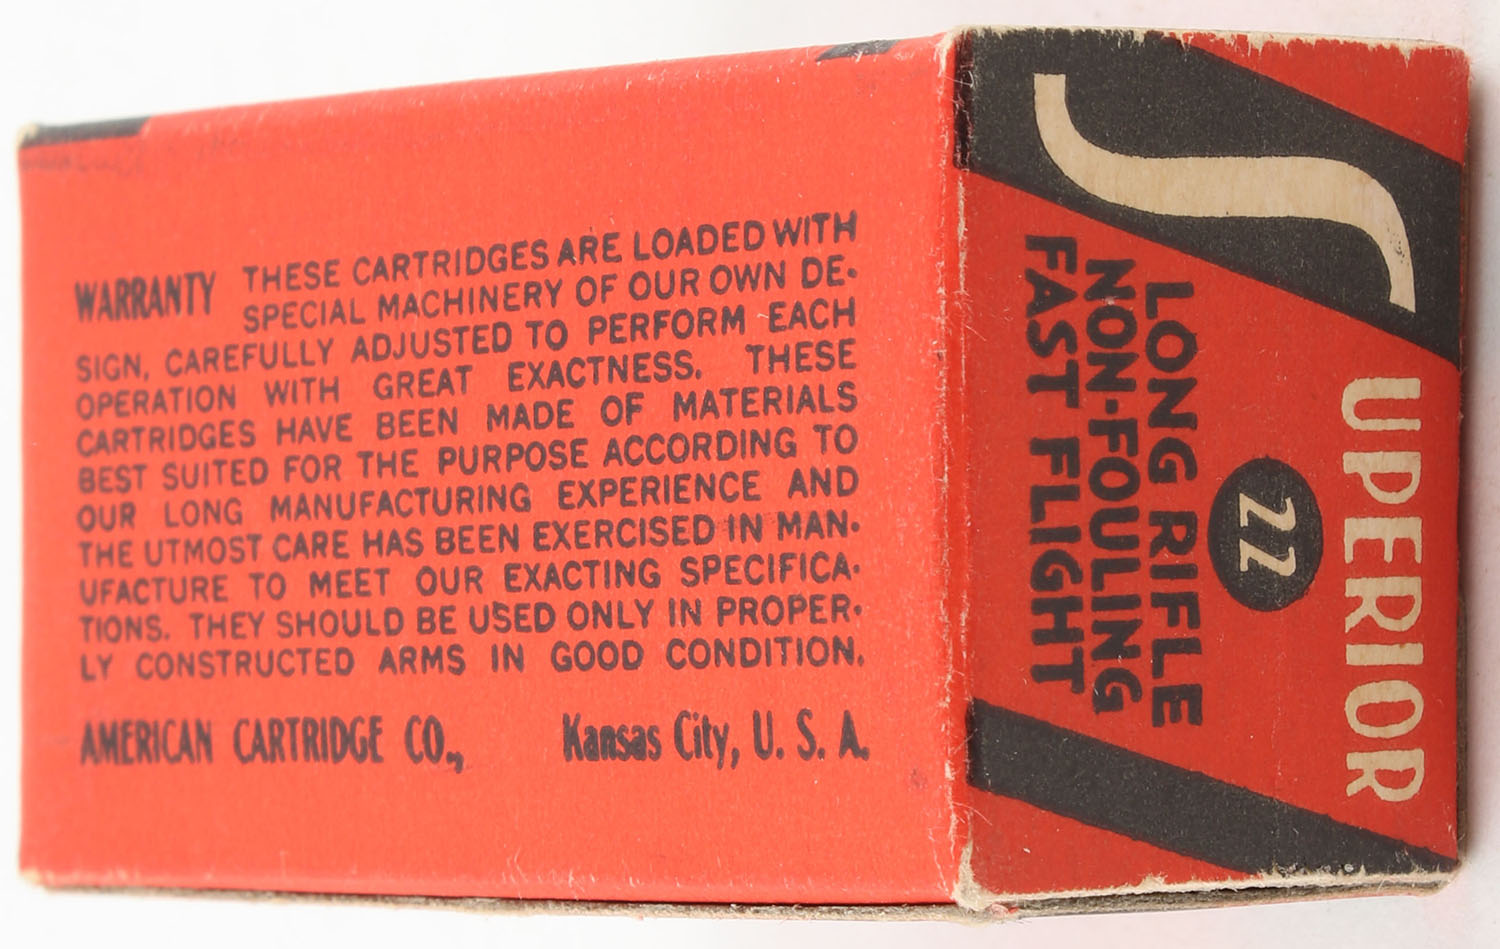 WARRANTY THESE CARTRIDGES ARE LOADED WITH
SPECIAL MACHINERY OF OUR OWN DE-
SIGN, CAREFULLY ADJUSTED TO PERFORM EACH
OPERATION WITH GREAT EXACTNESS. THESE
CARTRIDGES HAVE BEEN MADE OF MATERIALS
BEST SUITED FOR THE PURPOSE ACCORDING TO
OUR LONG MANUFACTURING EXPERIENCE AND
THE UTMOST CARE HAS BEEN EXERCISED IN MAN-
UFACTURE TO MEET OUR EXACTING SPECIFICA-
TIONS. THEY SHOULD BE USED ONLY IN PROPER-
LY CONSTRUCTED ARMS IN GOOD CONDITION.
AMERICAN CARTRIDGE CO., Kansas City, U. S. A.
SUPERIOR
22
LONG RIFLE
NON-FOULING
FAST FLIGHT